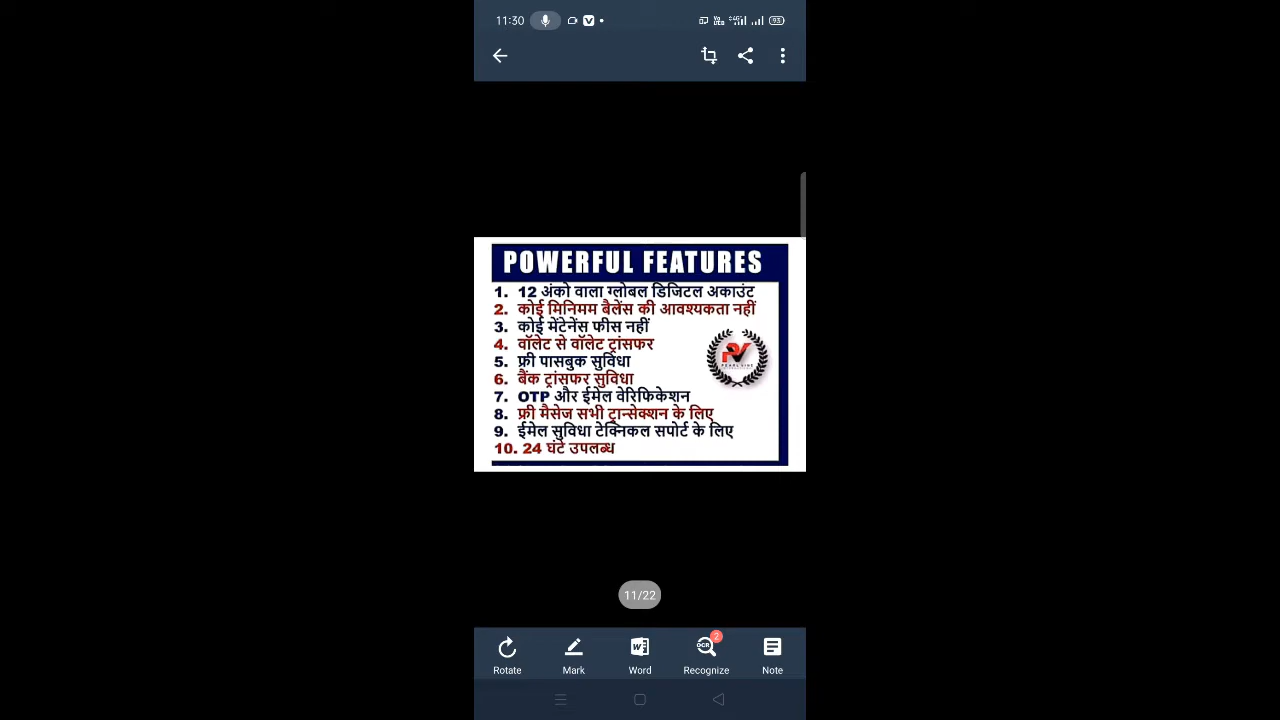 11:30
93
POWERFUL FEATURES
1. 12 अंको वाला ग्लोबल डिजिटल अकाउंट
2. कोई मिनिमम बैलेंस की आवश्यकता नहीं
3. कोई मेंटेनेंस फीस नहीं
4. वॉलेट से वॉलेट ट्रांसफर
5. फ्री पासबुक सुविधा
6. बैंक ट्रांसफर सुविधा
7. OTP और ईमेल वेरिफिकेशन
8. फ्री मैसेज सभी ट्रान्सेक्शन के लिए
9. ईमेल सुविधा टेक्निकल सपोर्ट के लिए
10. 24 घंटे उपलब्ध
11/22
2
Rotate Mark Word Recognize Note